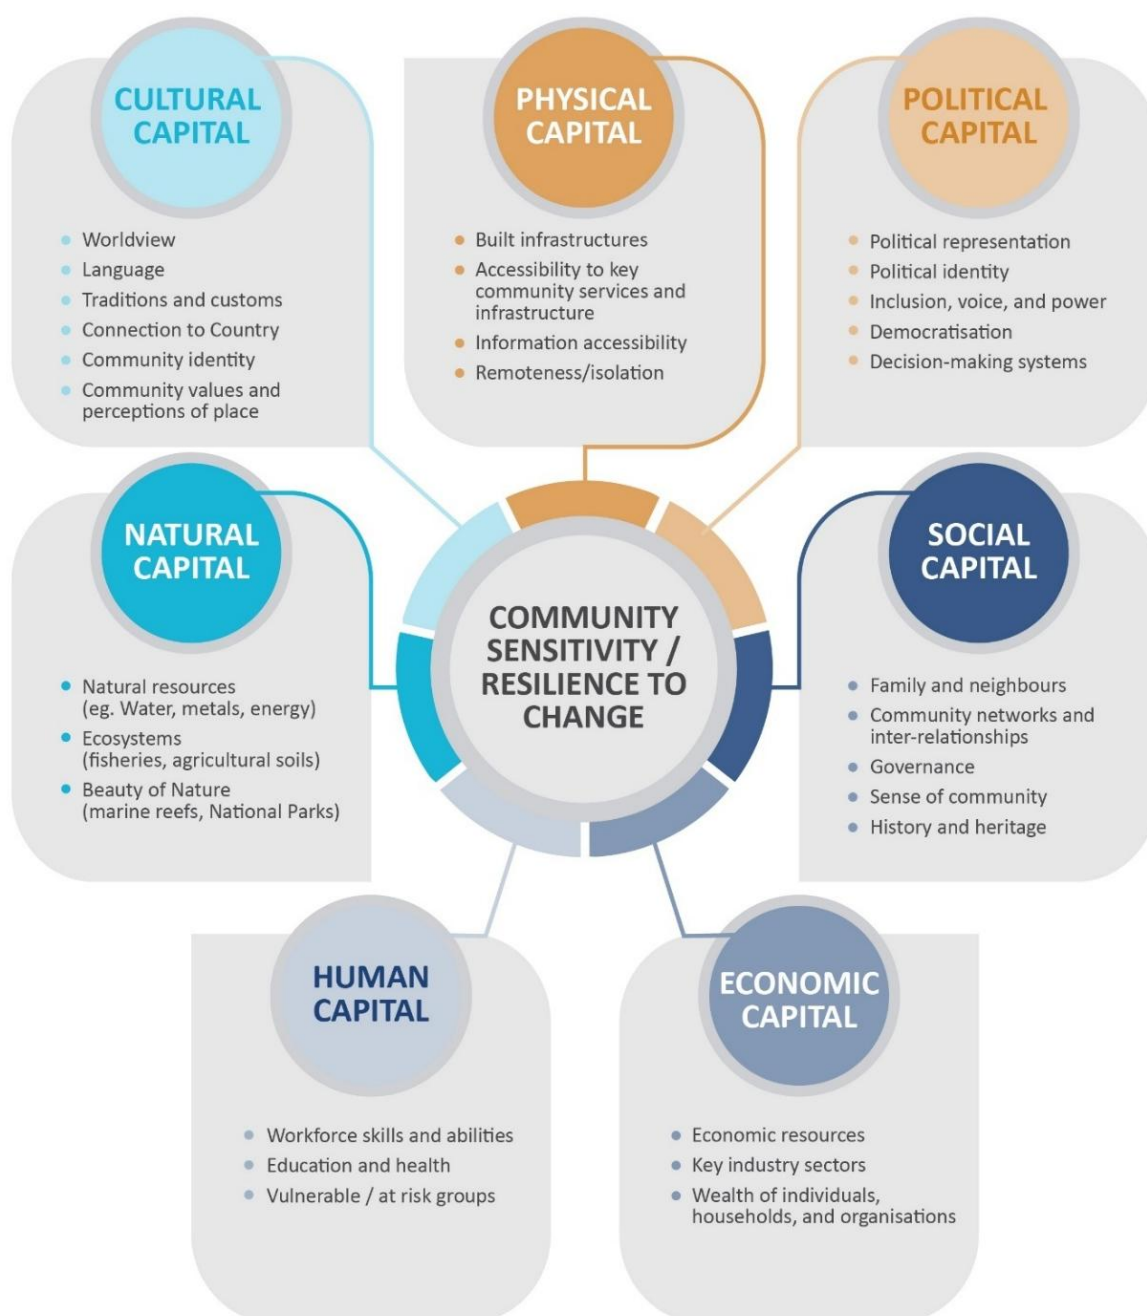 CULTURAL
CAPITAL
Worldview
Language
Traditions and customs
Connection to Country
Community identity
Community values and
perceptions of place
PHYSICAL
CAPITAL
Built infrastructures
Accessibility to key
community services and
infrastructure
Information accessibility
Remoteness/isolation
POLITICAL
CAPITAL
Political representation
Political identity
Inclusion, voice, and power
Democratisation
Decision-making systems
NATURAL
CAPITAL
Natural resources
(eg. Water, metals, energy)
Ecosystems
(fisheries, agricultural soils)
Beauty of Nature
(marine reefs, National Parks)
COMMUNITY
SENSITIVITY /
RESILIENCE TO
CHANGE
SOCIAL
CAPITAL
Family and neighbours
Community networks and
inter-relationships
Governance
Sense of community
History and heritage
HUMAN
CAPITAL
Workforce skills and abilities
Education and health
Vulnerable / at risk groups
ECONOMIC
CAPITAL
Economic resources
Key industry sectors
Wealth of individuals,
households, and organisations